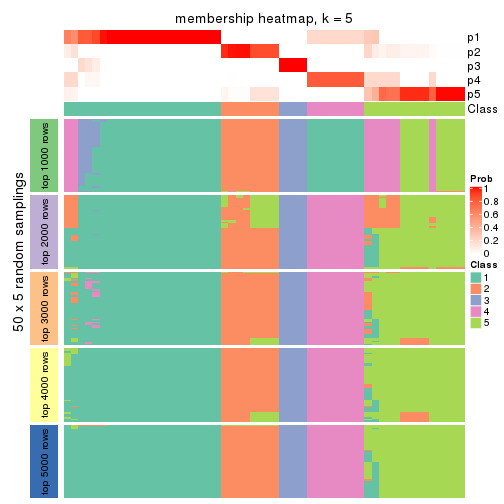 membership heatmap, k = 5
p1
p2
p3
p4
p5
Class
50 x 5 random samplings
top 1000 rows
top 2000 rows
top 3000 rows
top 4000 rows
top 5000 rows
Prob
1
0.8
0.6
0.4
0.2
0
Class
1
2
3
4
5